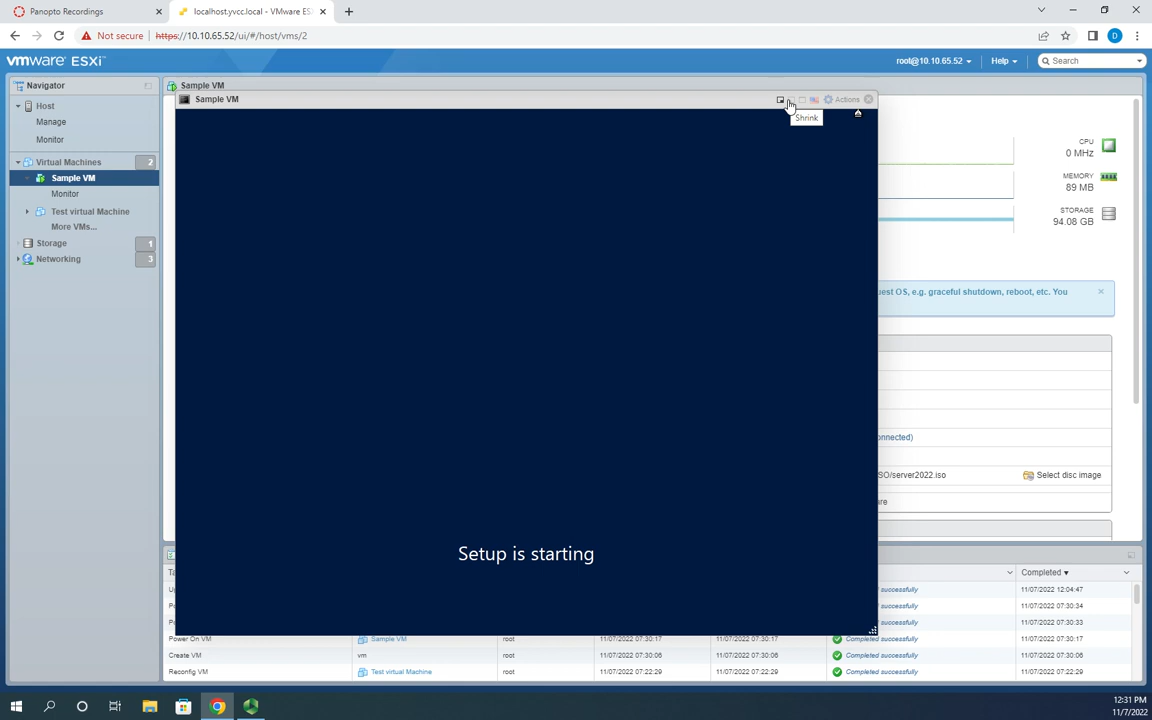 Panopto Recordings
localhost.yvcc.local - VMware ES
Not secure
https://10.10.65.52/ui/#/host/vms/2
D
vmware ESXi™
root@10.10.65.52
Help
Search
Navigator
Sample VM
Host
Manage
Monitor
Virtual Machines 2
Sample VM
Monitor
Test virtual Machine
More VMs...
Storage 1
Networking 3
Sample VM
Actions
Shrink
Setup is starting
CPU
0 MHz
MEMORY
89 MB
STORAGE
94.08 GB
uest OS, e.g. graceful shutdown, reboot, etc. You
onnected)
SO/server2022.iso
Select disc image
are
Completed
successfully 11/07/2022 12:04:47
successfully 11/07/2022 07:30:34
successfully 11/07/2022 07:30:33
Power On VM Sample VM root 11/07/2022 07:30:17 11/07/2022 07:30:17 Completed successfully 11/07/2022 07:30:17
Create VM vm root 11/07/2022 07:30:06 11/07/2022 07:30:06 Completed successfully 11/07/2022 07:30:06
Reconfig VM Test virtual Machine root 11/07/2022 07:22:29 11/07/2022 07:22:29 Completed successfully 11/07/2022 07:22:29
12:31 PM
11/7/2022